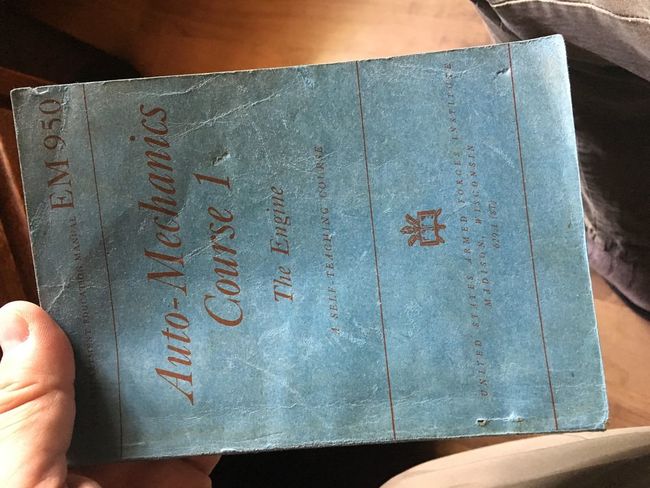 DEPARTMENT EDUCATION MANUAL EM 950
Auto-Mechanics
Course 1
The Engine
A SELF-TEACHING COURSE
UNITED STATES ARMED FORCES INSTITUTE
MADISON, WISCONSIN